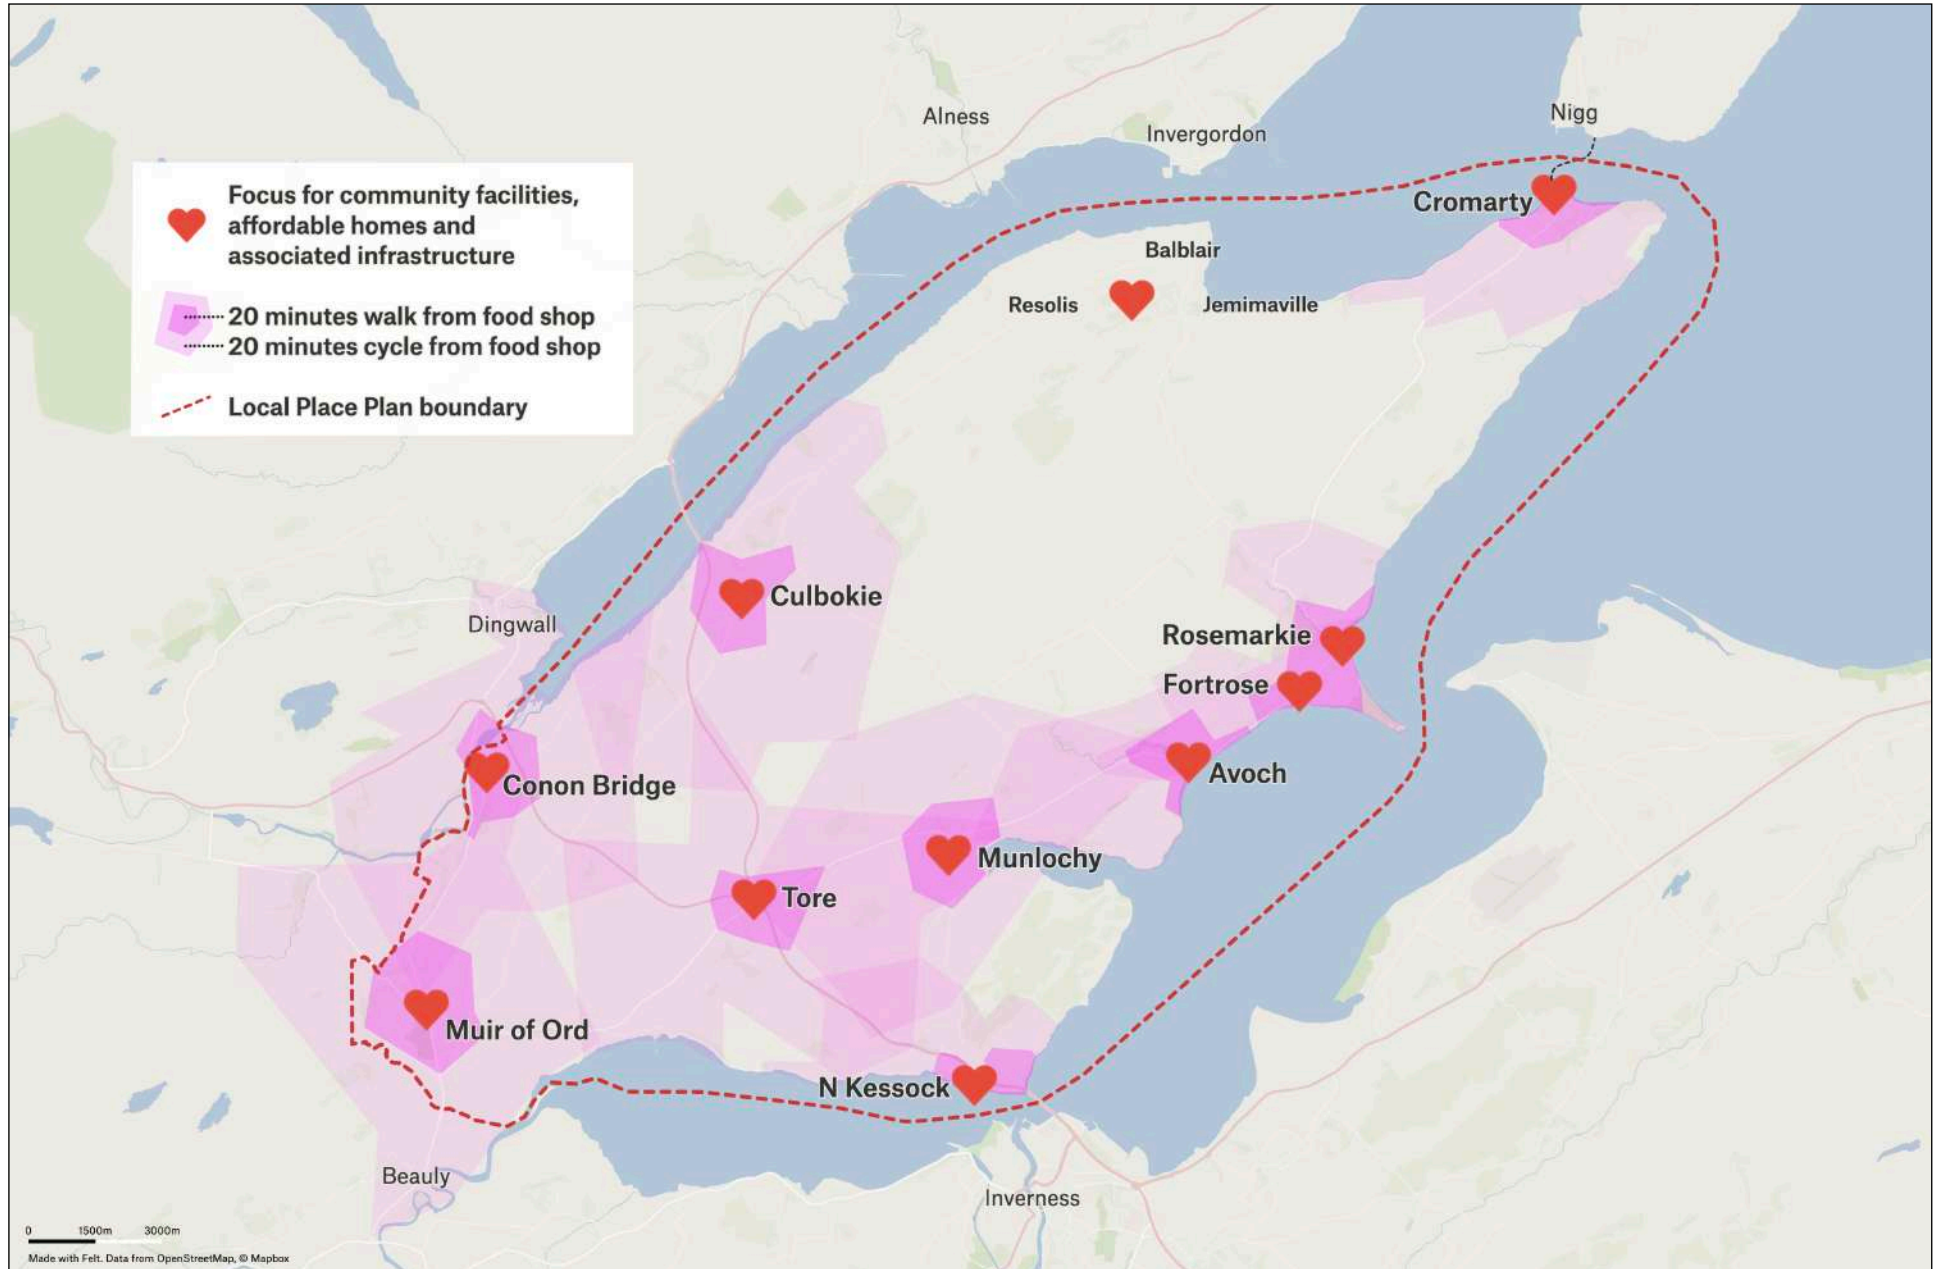 Alness
Nigg
Invergordon
Focus for community facilities,
affordable homes and
associated infrastructure
20 minutes walk from food shop
20 minutes cycle from food shop
Local Place Plan boundary
Cromarty
Balblair
Resolis
Jemimaville
Culbokie
Dingwall
Rosemarkie
Fortrose
Conon Bridge
Avoch
Munlochy
Tore
Muir of Ord
N Kessock
Beauly
Inverness
0 1500m 3000m
Made with Felt. Data from OpenStreetMap, © Mapbox